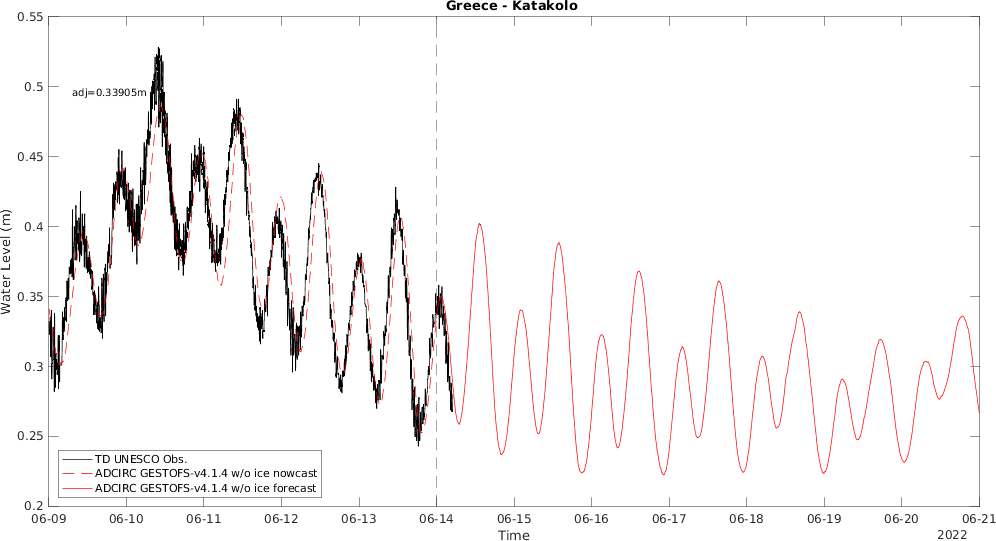 Greece - Katakolo
0.55
0.5
0.45
0.4
0.35
0.3
0.25
0.2
Water Level (m)
adj=0.33905m
TD UNESCO Obs.
ADCIRC GESTOFS-v4.1.4 w/o ice nowcast
ADCIRC GESTOFS-v4.1.4 w/o ice forecast
06-09 06-10 06-11 06-12 06-13 06-14 06-15 06-16 06-17 06-18 06-19 06-20 06-21
Time
2022